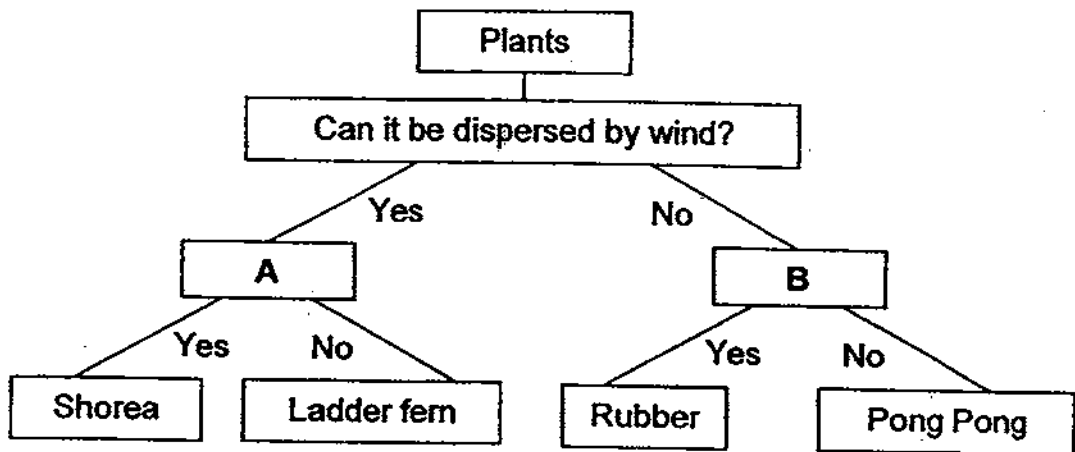 Plants
Can it be dispersed by wind?
Yes
No
A
B
Yes
No
Yes
No
Shorea
Ladder fern
Rubber
Pong Pong